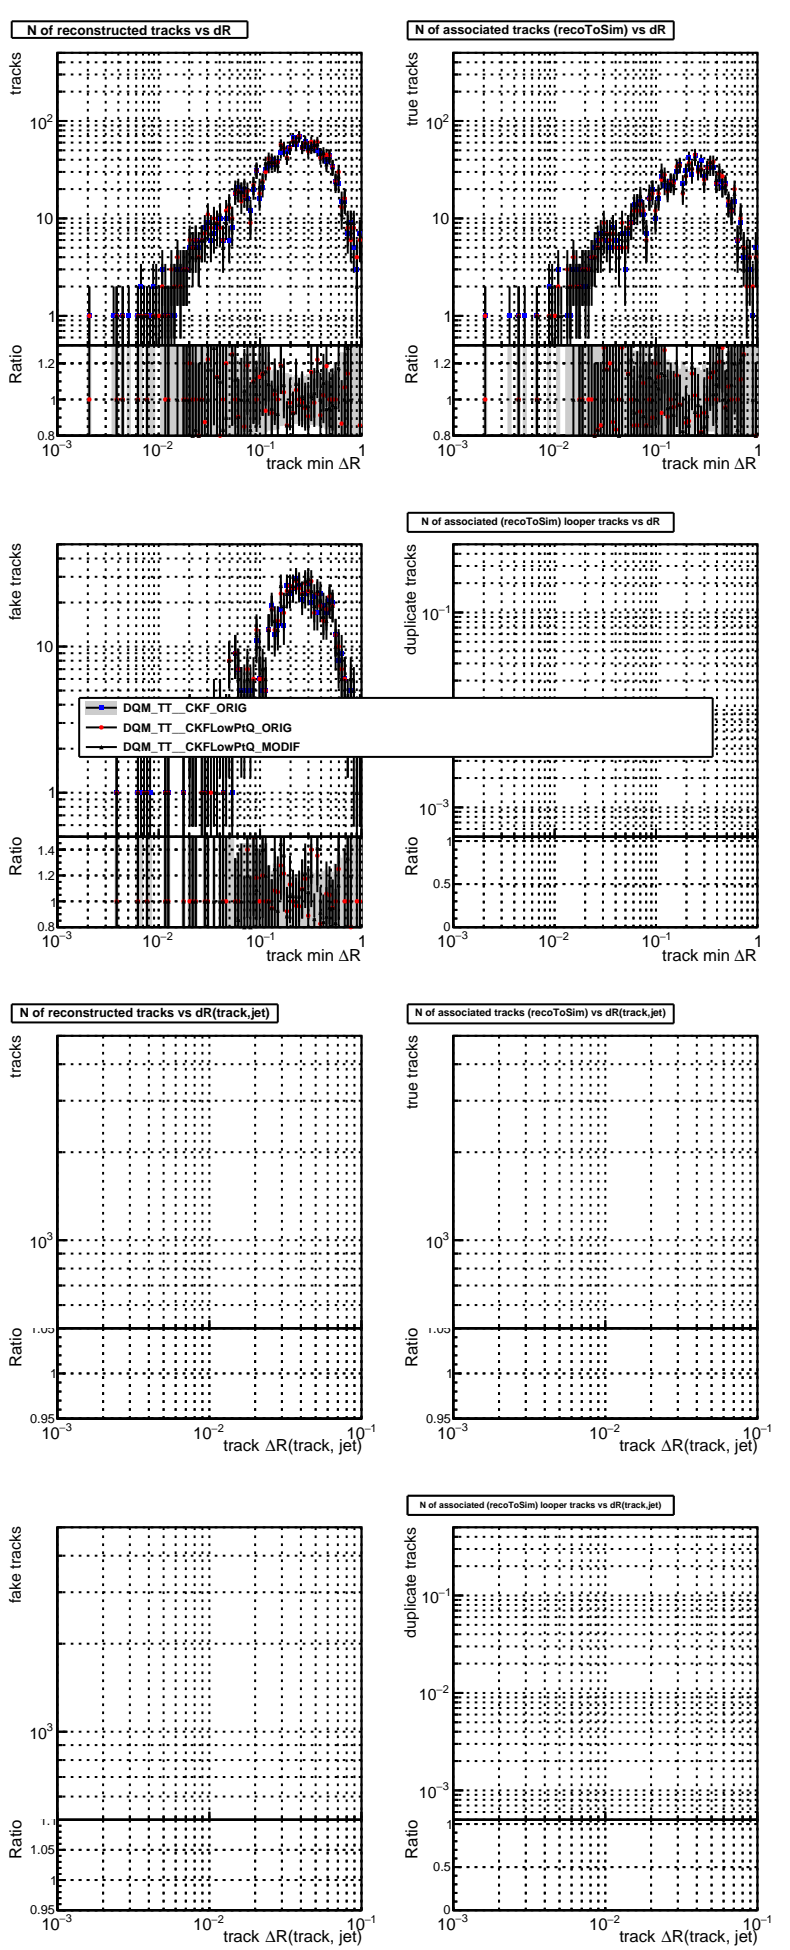 N of reconstructed tracks vs dR
tracks
10²
10
1
Ratio
1.2
1
0.8
10⁻³
10⁻²
10⁻¹
1
track min ΔR
N of associated tracks (recoToSim) vs dR
true tracks
10²
10
1
Ratio
1.2
1
0.8
10⁻³
10⁻²
10⁻¹
1
track min ΔR
fake tracks
10
1
Ratio
1.4
1.2
1
0.8
10⁻³
10⁻²
10⁻¹
1
track min ΔR
N of associated (recoToSim) looper tracks vs dR
duplicate tracks
10⁻¹
10⁻³
Ratio
1
0.5
0
10⁻³
10⁻²
10⁻¹
1
track min ΔR
DQM_TT__CKF_ORIG
DQM_TT__CKFLowPtQ_ORIG
DQM_TT__CKFLowPtQ_MODIF
N of reconstructed tracks vs dR(track,jet)
tracks
10³
Ratio
1.05
1
0.95
10⁻³
10⁻²
10⁻¹
track ΔR(track, jet)
N of associated tracks (recoToSim) vs dR(track,jet)
true tracks
10³
Ratio
1.05
1
0.95
10⁻³
10⁻²
10⁻¹
track ΔR(track, jet)
fake tracks
10³
Ratio
1.1
1.05
1
0.95
10⁻³
10⁻²
10⁻¹
track ΔR(track, jet)
N of associated (recoToSim) looper tracks vs dR(track,jet)
duplicate tracks
10⁻¹
10⁻²
10⁻³
Ratio
1
0.5
0
10⁻³
10⁻²
10⁻¹
track ΔR(track, jet)